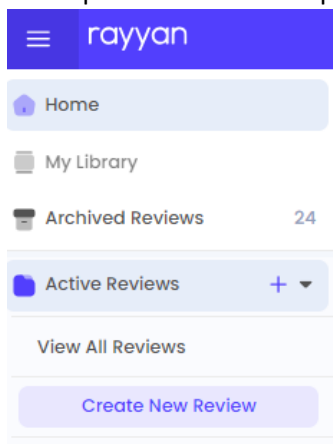 rayyan
Home
My Library
Archived Reviews 24
Active Reviews +
View All Reviews
Create New Review